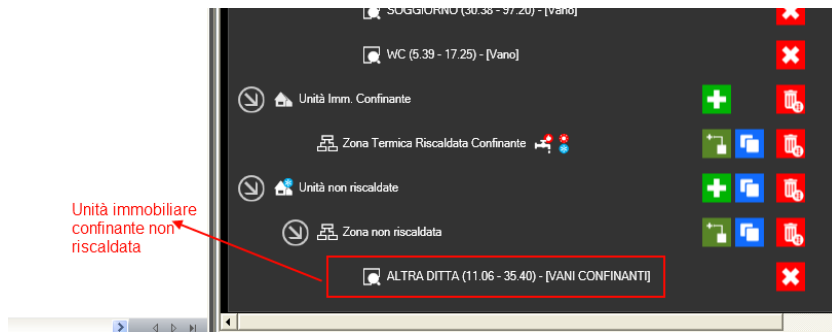 SOGGIORNO (30.38 - 97.20) - [Vano]
WC (5.39 - 17.25) - [Vano]
Unità Imm. Confinante
Zona Termica Riscaldata Confinante
Unità non riscaldate
Unità immobiliare
confinante non
riscaldata
Zona non riscaldata
ALTRA DITTA (11.06 - 35.40) - [VANI CONFINANTI]